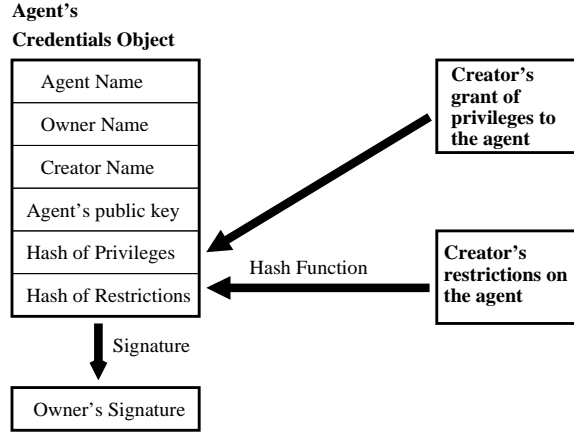 Agent's
Credentials Object
Agent Name
Owner Name
Creator Name
Agent's public key
Hash of Privileges
Hash of Restrictions
Signature
Owner's Signature
Creator's
grant of
privileges to
the agent
Hash Function
Creator's
restrictions on
the agent